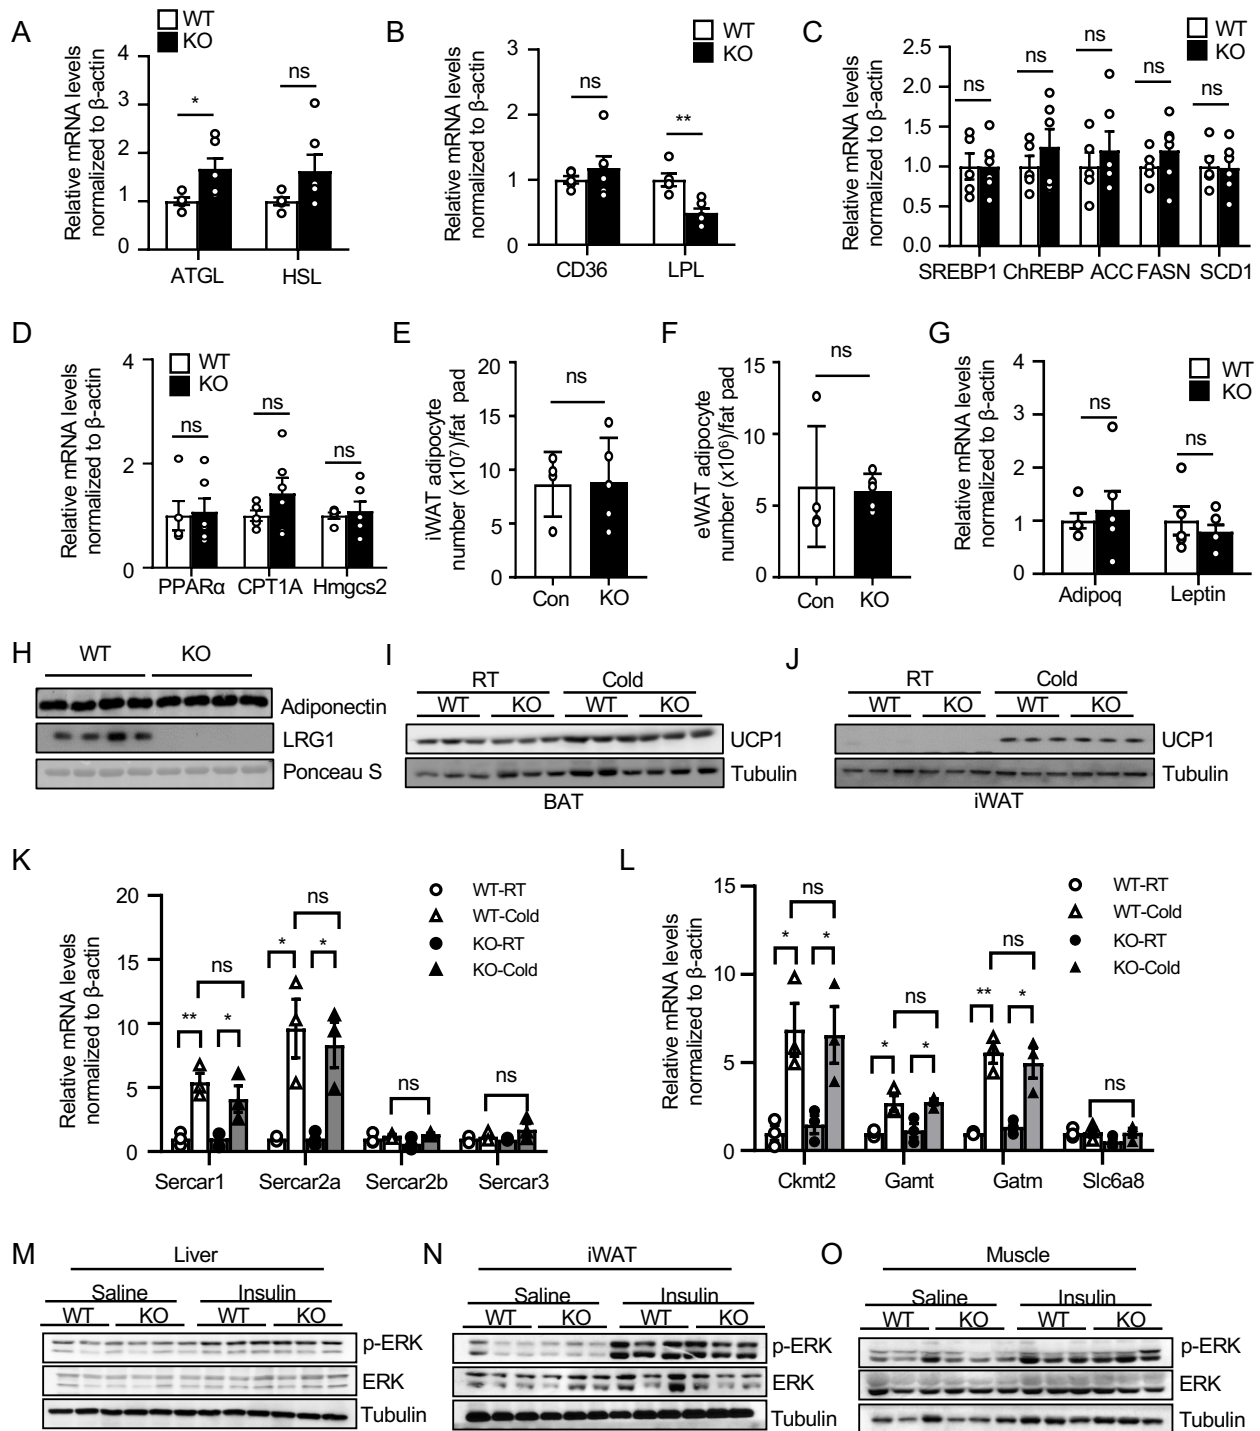 A
WT
KO
Relative mRNA levels
normalized to β-actin
4
3
2
1
0
*
ns
ATGL
HSL
B
WT
KO
Relative mRNA levels
normalized to β-actin
3
2
1
0
ns
**
CD36
LPL
C
WT
KO
Relative mRNA levels
normalized to β-actin
2.5
2.0
1.5
1.0
0.5
0.0
ns
ns
ns
ns
ns
SREBP1 ChREBP ACC FASN SCD1
D
WT
KO
Relative mRNA levels
normalized to β-actin
4
2
0
ns
ns
ns
PPARα CPT1A Hmgcs2
E
iWAT adipocyte
number (x10⁷)/fat pad
20
15
10
5
0
ns
Con
KO
F
eWAT adipocyte
number (x10⁶)/fat pad
15
10
5
0
ns
Con
KO
G
WT
KO
Relative mRNA levels
normalized to β-actin
4
3
2
1
0
ns
ns
Adipoq
Leptin
H
WT
KO
Adiponectin
LRG1
Ponceau S
I
RT
Cold
WT
KO
WT
KO
UCP1
Tubulin
BAT
J
RT
Cold
WT
KO
WT
KO
UCP1
Tubulin
iWAT
K
Relative mRNA levels
normalized to β-actin
20
15
10
5
0
WT-RT
WT-Cold
KO-RT
KO-Cold
**
*
ns
*
*
ns
ns
ns
Sercar1
Sercar2a
Sercar2b
Sercar3
L
Relative mRNA levels
normalized to β-actin
15
10
5
0
WT-RT
WT-Cold
KO-RT
KO-Cold
*
*
ns
*
*
ns
**
*
ns
ns
Ckmt2
Gamt
Gatm
Slc6a8
M
Liver
Saline
Insulin
WT
KO
WT
KO
p-ERK
ERK
Tubulin
N
iWAT
Saline
Insulin
WT
KO
WT
KO
p-ERK
ERK
Tubulin
O
Muscle
Saline
Insulin
WT
KO
WT
KO
p-ERK
ERK
Tubulin